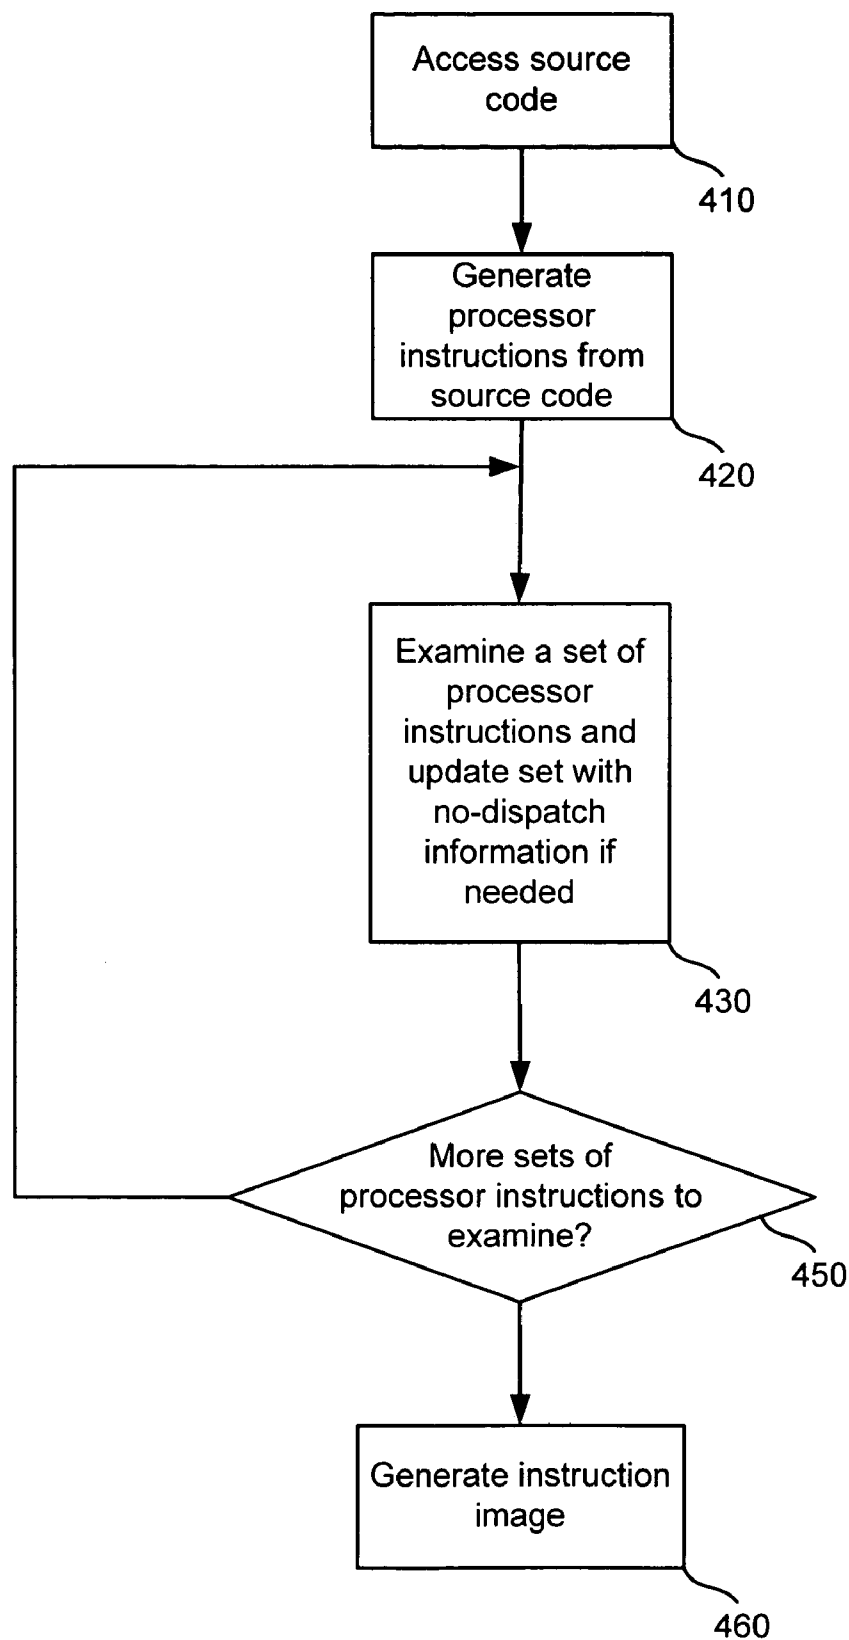 Access source
code
410
Generate
processor
instructions from
source code
420
Examine a set of
processor
instructions and
update set with
no-dispatch
information if
needed
430
More sets of
processor instructions to
examine?
450
Generate instruction
image
460